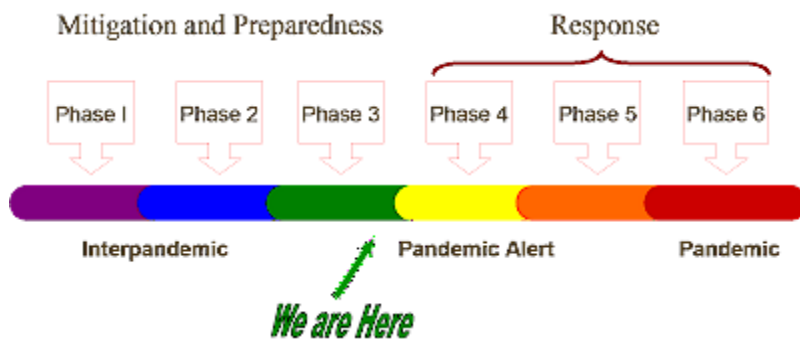 Mitigation and Preparedness Response
Phase I Phase 2 Phase 3 Phase 4 Phase 5 Phase 6
Interpandemic Pandemic Alert Pandemic
We are Here